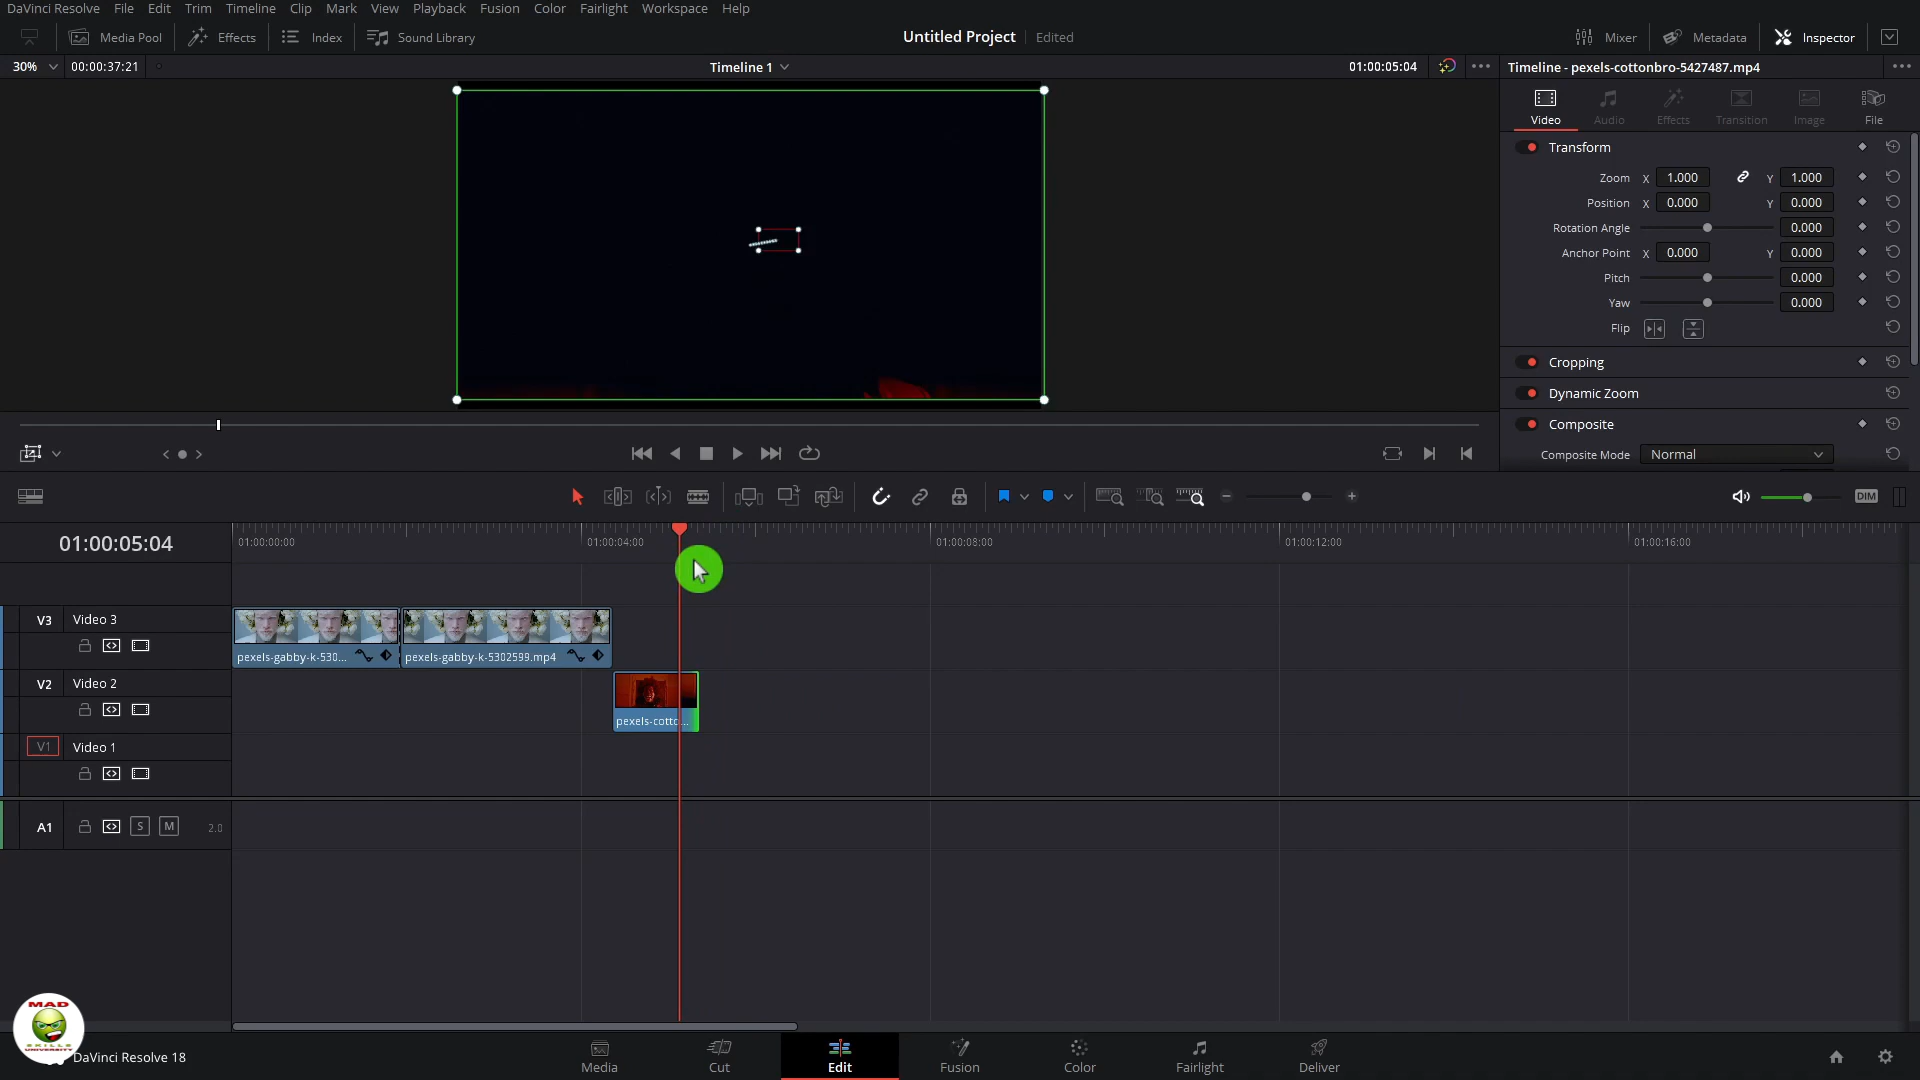 DaVinci Resolve File Edit Trim Timeline Clip Mark View Playback Fusion Color Fairlight Workspace Help
Media Pool Effects Index Sound Library Untitled Project Edited Mixer Metadata Inspector
30% 00:00:37:21 Timeline 1 01:00:05:04 Timeline - pexels-cottonbro-5427487.mp4
Video Audio Effects Transition Image File
Transform
Zoom X 1.000 Y 1.000
Position X 0.000 Y 0.000
Rotation Angle 0.000
Anchor Point X 0.000 Y 0.000
Pitch 0.000
Yaw 0.000
Flip
Cropping
Dynamic Zoom
Composite
Composite Mode Normal
DIM
01:00:05:04 01:00:00:00 01:00:04:00 01:00:08:00 01:00:12:00 01:00:16:00
V3 Video 3
pexels-gabby-k-530... pexels-gabby-k-5302599.mp4
V2 Video 2
pexels-cotto...
V1 Video 1
A1 S M 2.0
MAD
SKILLS
UNIVERSITY
DaVinci Resolve 18
Media Cut Edit Fusion Color Fairlight Deliver